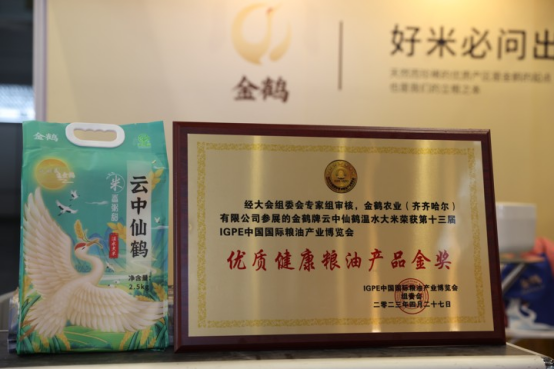 金鹤
好米必问出
金鹤
云中仙鹤
净含量:
2.5kg
经大会组委会专家组审核，金鹤农业（齐齐哈尔）
有限公司参展的金鹤牌云中仙鹤温水大米荣获第十三届
IGPE中国国际粮油产业博览会
优质健康粮油产品金奖
IGPE中国国际粮油产业博览会
组委会
二零二三年四月二十七日